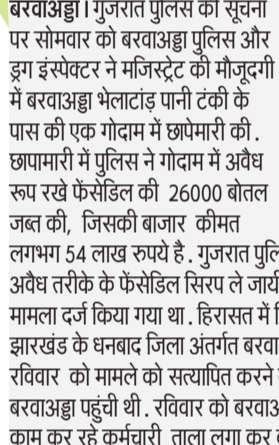 बरवाअड्डा। गुजरात पुलिस की सूचना
पर सोमवार को बरवाअड्डा पुलिस और
ड्रग इंस्पेक्टर ने मजिस्ट्रेट की मौजूदगी
में बरवाअड्डा भेलाटांड़ पानी टंकी के
पास की एक गोदाम में छापेमारी की.
छापामारी में पुलिस ने गोदाम में अवैध
रूप रखे फेंसेडिल की 26000 बोतल
जब्त की, जिसकी बाजार कीमत
लगभग 54 लाख रुपये है. गुजरात
अवैध तरीके के फेंसेडिल सिरप ले
मामला दर्ज किया गया था. हिरासत में
झारखंड के धनबाद जिला अंतर्गत
रविवार को मामले को सत्यापित करने
बरवाअड्डा पहुंची थी. रविवार को
काम कर रहे कर्मचारी ताला लगा कर